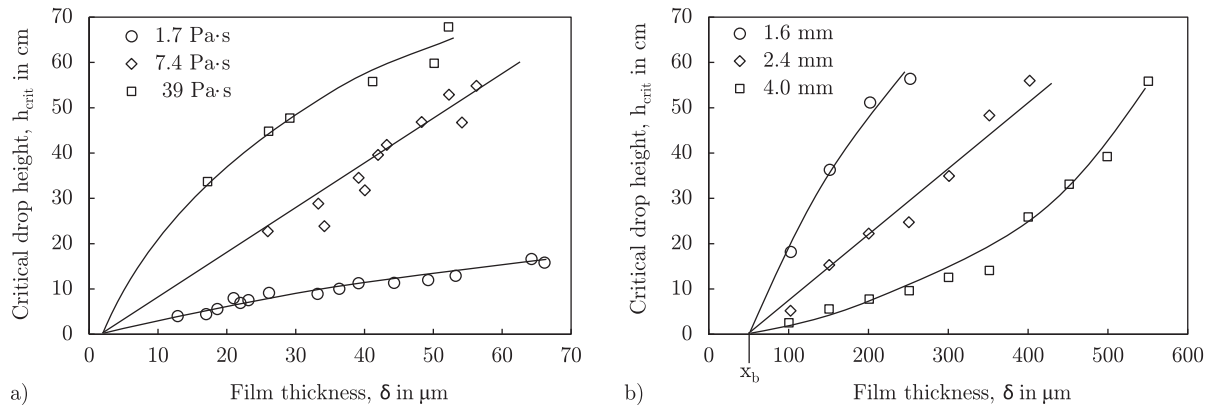 70
60
50
40
30
20
10
0
Critical drop height, h_crit in cm
1.7 Pa·s
7.4 Pa·s
39 Pa·s
0 10 20 30 40 50 60 70
Film thickness, δ in μm
a)
70
60
50
40
30
20
10
0
Critical drop height, h_crit in cm
1.6 mm
2.4 mm
4.0 mm
0 100 200 300 400 500 600
x_b
Film thickness, δ in μm
b)